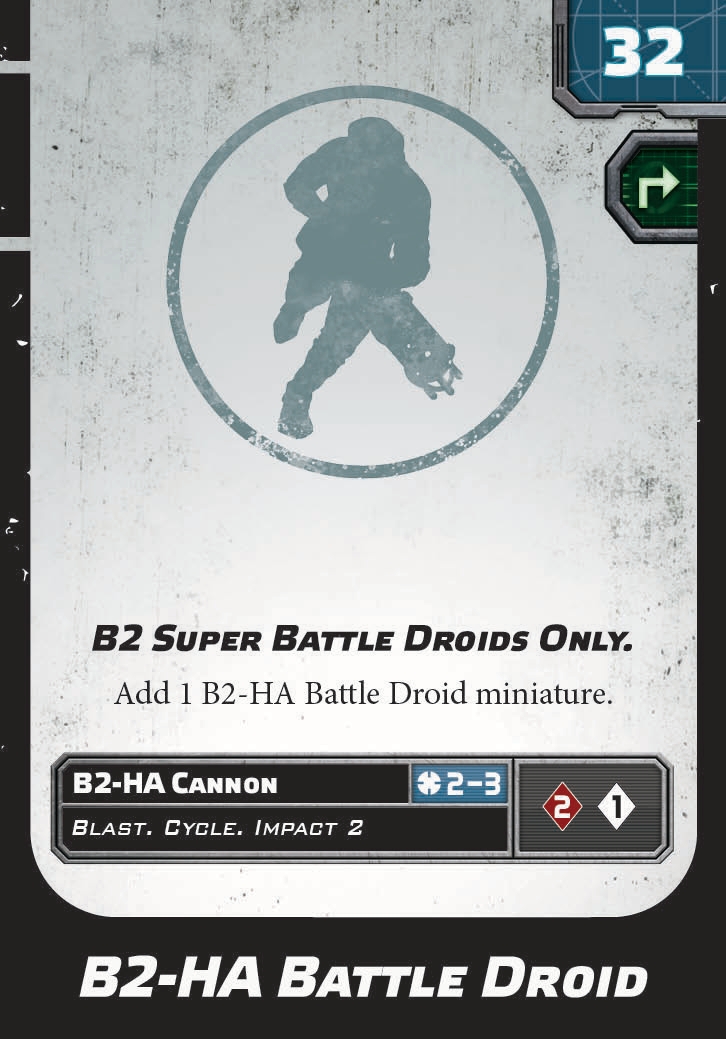 32
B2 Super Battle Droids Only.
Add 1 B2-HA Battle Droid miniature.
B2-HA Cannon 2–3
Blast. Cycle. Impact 2
2 1
B2-HA Battle Droid